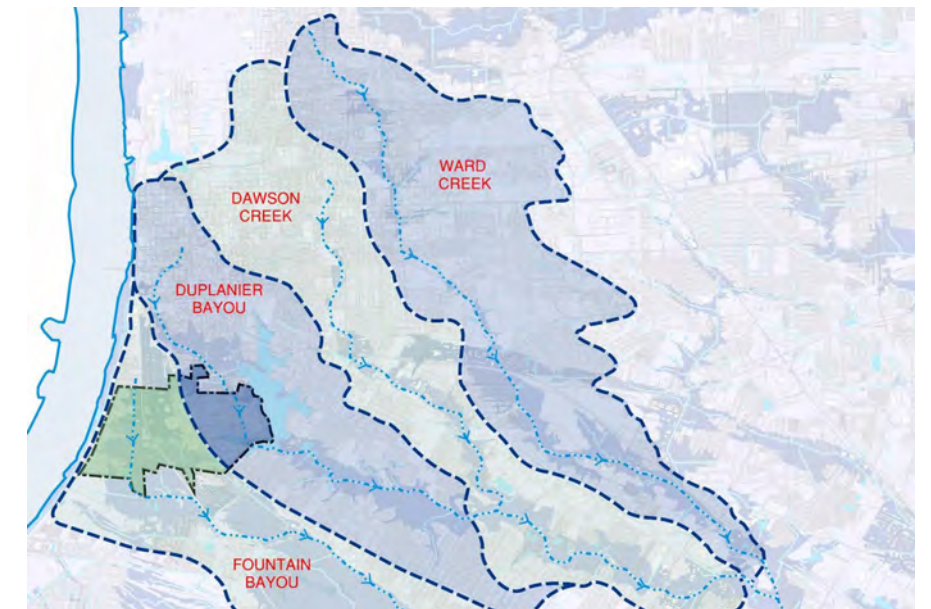 WARD
CREEK
DAWSON
CREEK
DUPLANIER
BAYOU
FOUNTAIN
BAYOU